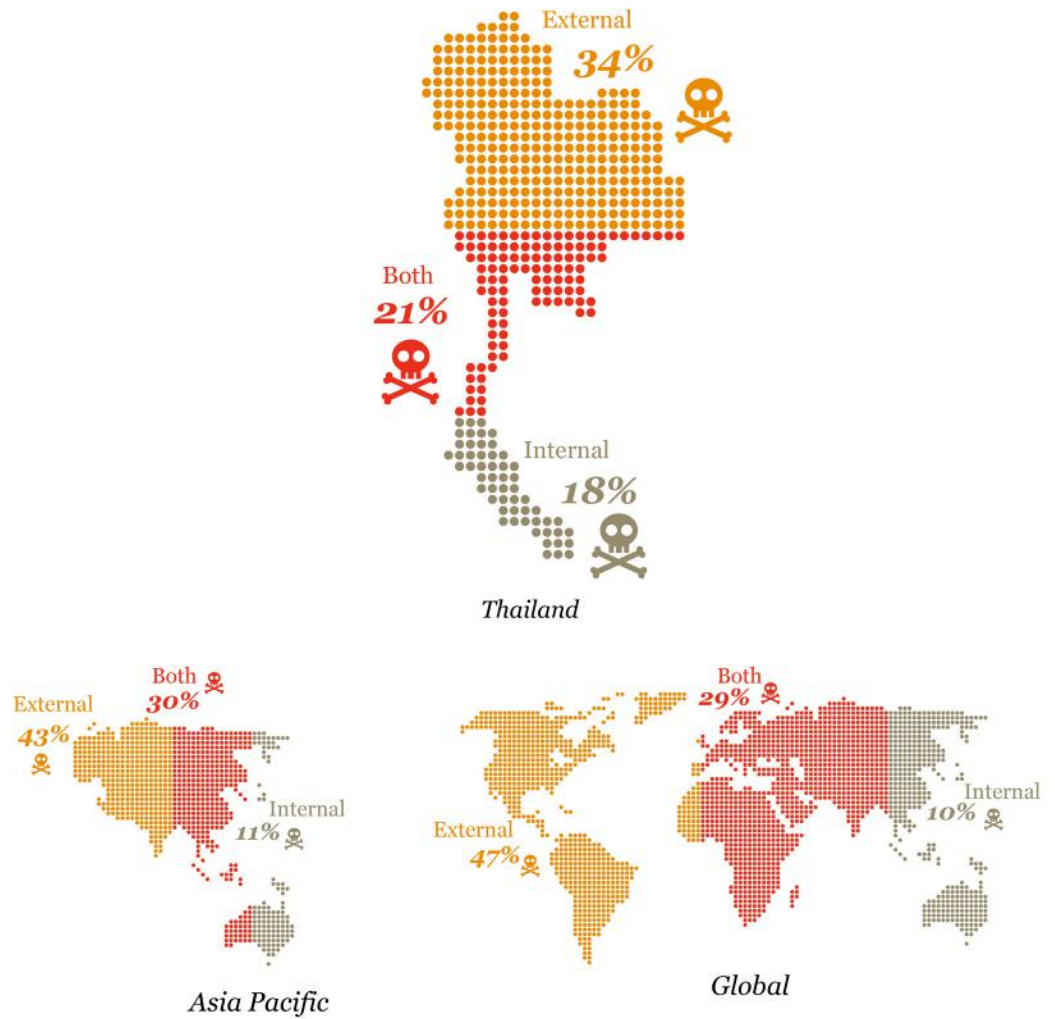 External
34%
Both
21%
Internal
18%
Thailand
Both
30%
External
43%
Internal
11%
Asia Pacific
Both
29%
Internal
10%
External
47%
Global